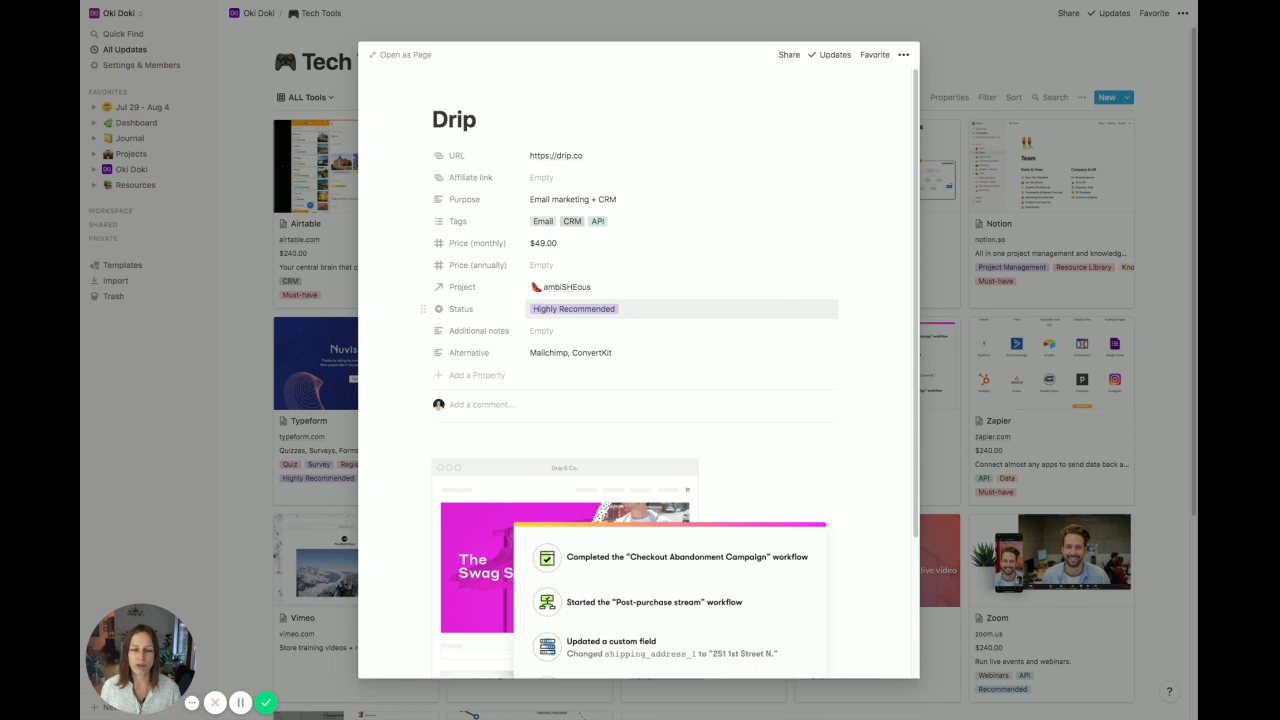 Oki Doki
Quick Find
All Updates
Settings & Members
FAVORITES
Jul 29 - Aug 4
Dashboard
Journal
Projects
Oki Doki
Resources
WORKSPACE
SHARED
PRIVATE
Templates
Import
Trash
Oki Doki / Tech Tools
Share Updates Favorite
Tech
ALL Tools
Properties Filter Sort Search New
Open as Page
Share Updates Favorite
Drip
URL https://drip.co
Affiliate link Empty
Purpose Email marketing + CRM
Tags Email CRM API
Price (monthly) $49.00
Price (annually) Empty
Project ambiSHEous
Status Highly Recommended
Additional notes Empty
Alternative Mailchimp, ConvertKit
Add a Property
Add a comment...
Drip & Co.
The
Swag S
Completed the "Checkout Abandonment Campaign" workflow
Started the "Post-purchase stream" workflow
Updated a custom field
Changed shipping_address_1 to "251 1st Street N."
Airtable
airtable.com
$240.00
Your central brain that c
CRM
Must-have
Nuvis
Typeform
typeform.com
Quizzes, Surveys, Forms
Quiz Survey Regis
Highly Recommended
Vimeo
vimeo.com
Store training videos +
Team
Notion
notion.so
All in one project management and knowledg...
Project Management Resource Library Kno
Must-have
Zapier
zapier.com
$240.00
Connect almost any apps to send data back a...
API Data
Must-have
live video
Zoom
zoom.us
$240.00
Run live events and webinars.
Webinars API
Recommended
?